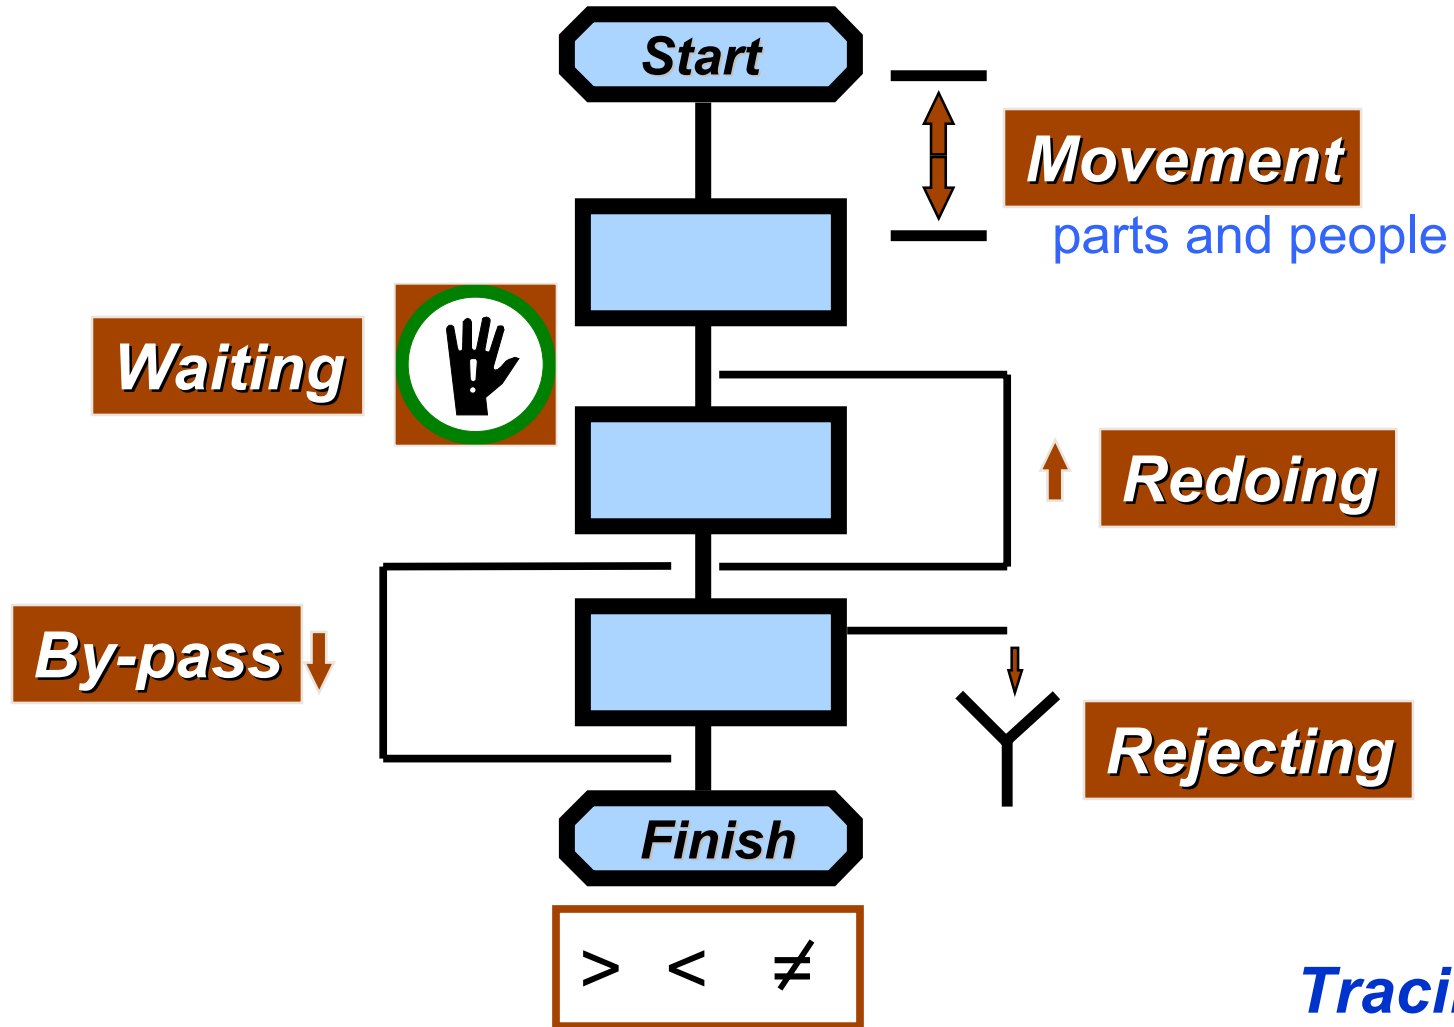 Start
Movement
parts and people
Waiting
!
Redoing
By-pass
Rejecting
Finish
> < ≠